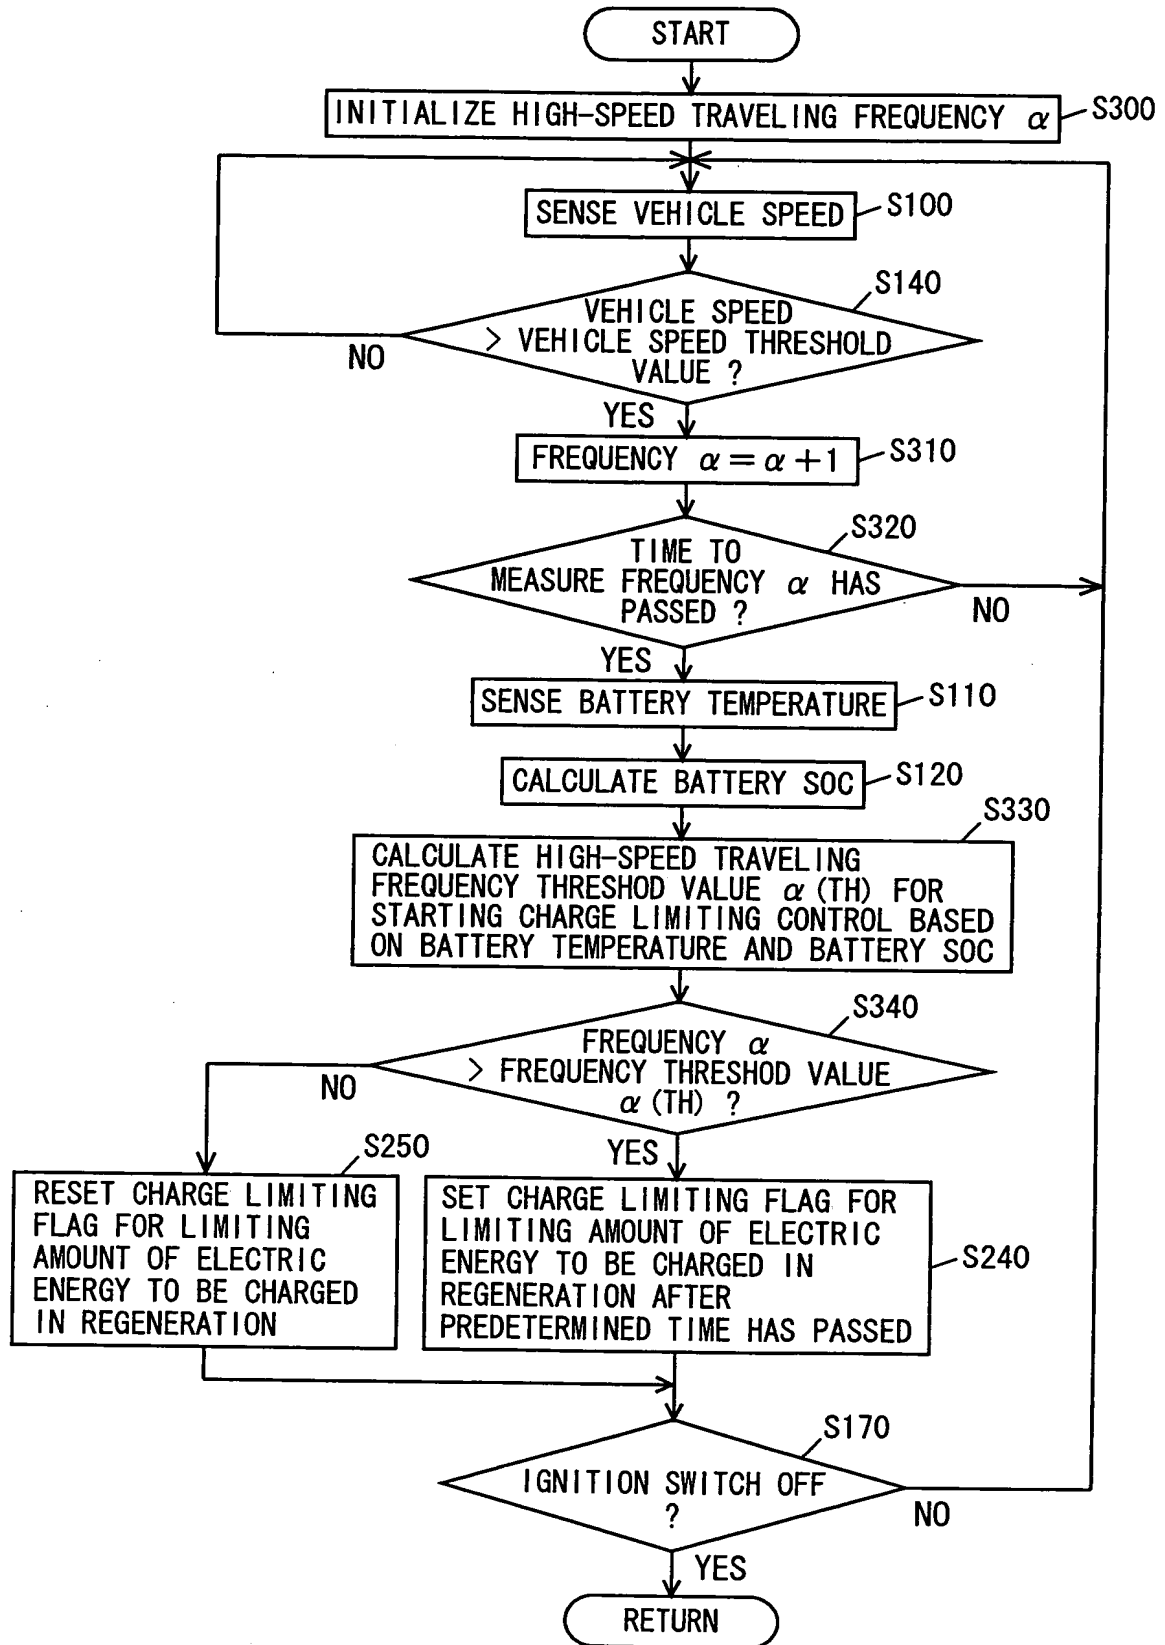 START
INITIALIZE HIGH-SPEED TRAVELING FREQUENCY α
S300
SENSE VEHICLE SPEED
S100
S140
VEHICLE SPEED
> VEHICLE SPEED THRESHOLD
VALUE ?
NO
YES
FREQUENCY α = α + 1
S310
S320
TIME TO
MEASURE FREQUENCY α HAS
PASSED ?
NO
YES
SENSE BATTERY TEMPERATURE
S110
CALCULATE BATTERY SOC
S120
S330
CALCULATE HIGH-SPEED TRAVELING
FREQUENCY THRESHOD VALUE α (TH) FOR
STARTING CHARGE LIMITING CONTROL BASED
ON BATTERY TEMPERATURE AND BATTERY SOC
S340
FREQUENCY α
> FREQUENCY THRESHOD VALUE
α (TH) ?
NO
YES
S250
RESET CHARGE LIMITING
FLAG FOR LIMITING
AMOUNT OF ELECTRIC
ENERGY TO BE CHARGED
IN REGENERATION
SET CHARGE LIMITING FLAG FOR
LIMITING AMOUNT OF ELECTRIC
ENERGY TO BE CHARGED IN
REGENERATION AFTER
PREDETERMINED TIME HAS PASSED
S240
S170
IGNITION SWITCH OFF
?
NO
YES
RETURN